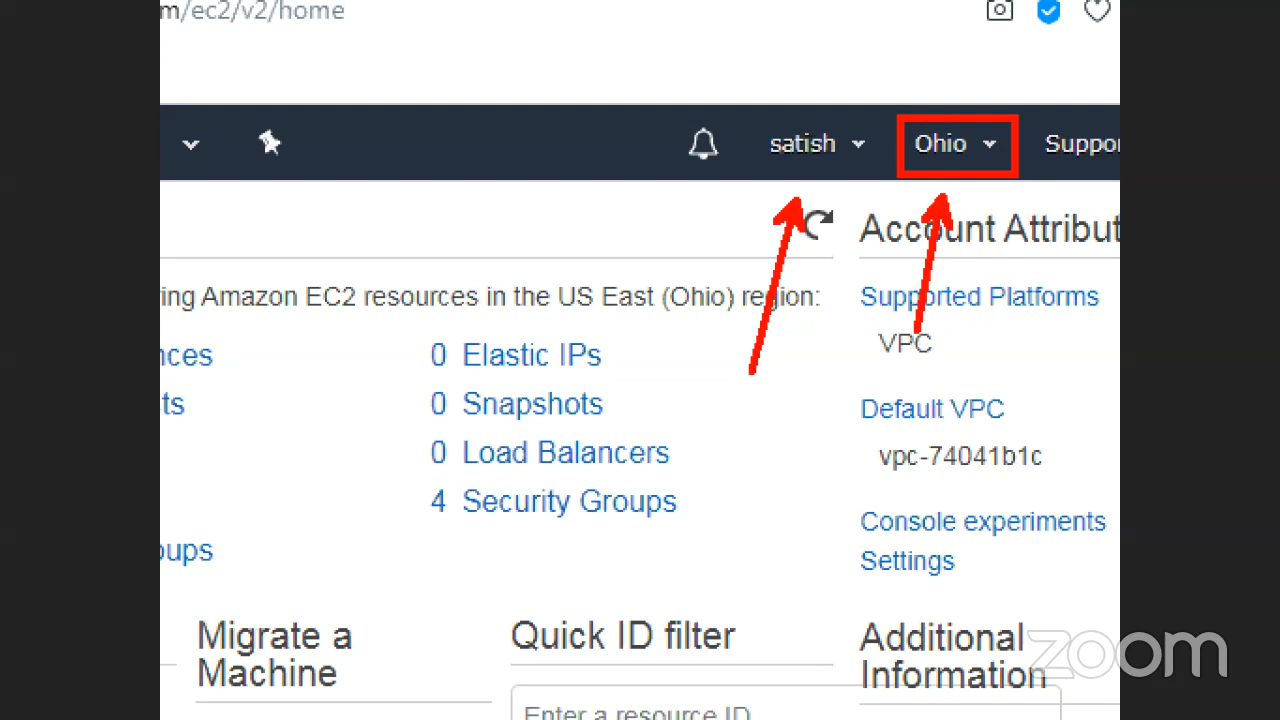 m/ec2/v2/home
satish
Ohio
Suppor
Account Attribut
ring Amazon EC2 resources in the US East (Ohio) region:
Supported Platforms
VPC
nces
0 Elastic IPs
ts
0 Snapshots
Default VPC
0 Load Balancers
vpc-74041b1c
4 Security Groups
Console experiments
oups
Settings
Migrate a
Machine
Quick ID filter
Additional
Information
zoom
Enter a resource ID